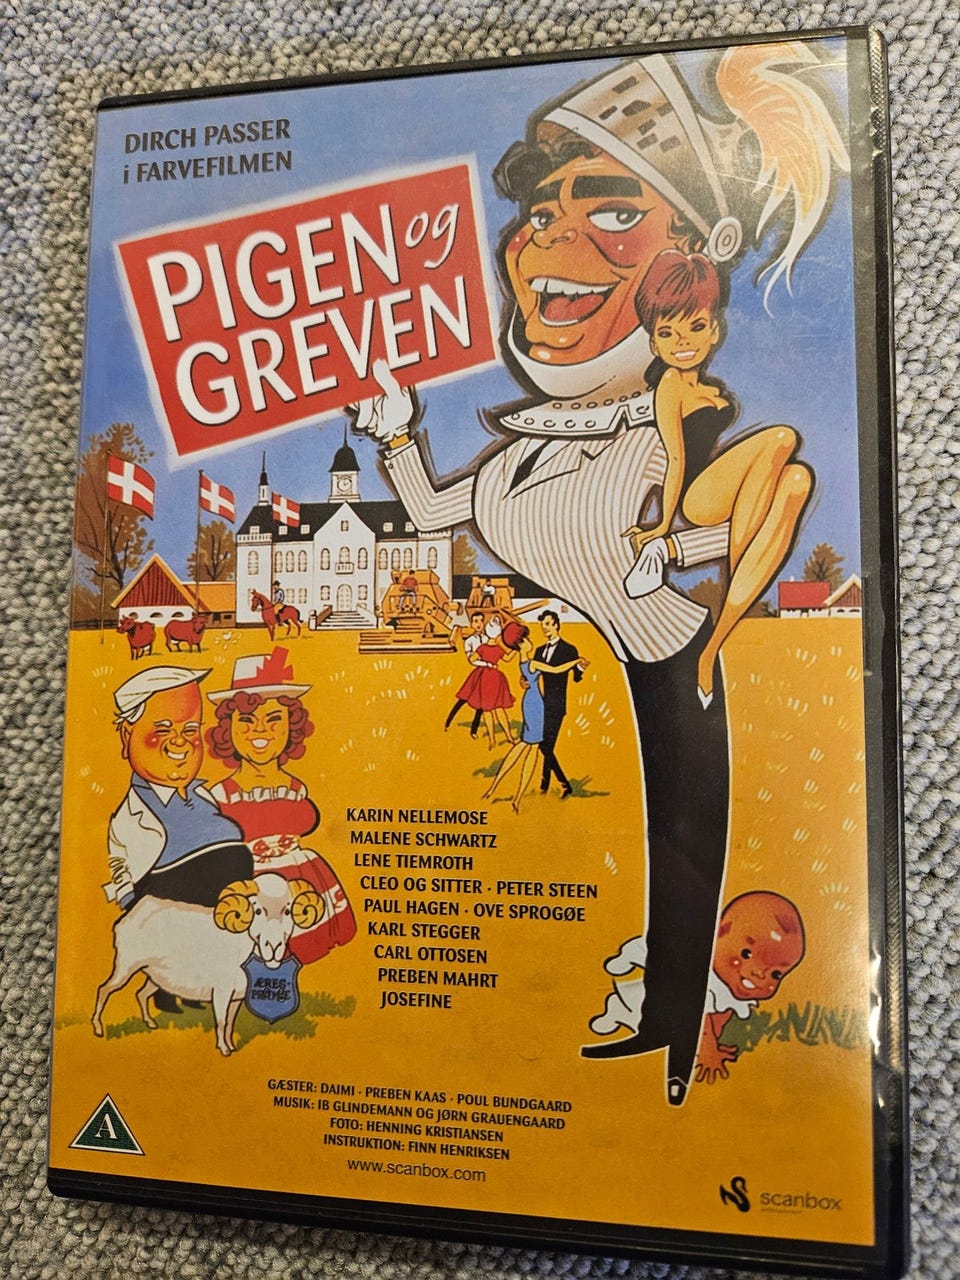 DIRCH PASSER
i FARVEFILMEN
PIGEN og
GREVEN
KARIN NELLEMOSE
MALENE SCHWARTZ
LENE TIEMROTH
CLEO OG SITTER · PETER STEEN
PAUL HAGEN · OVE SPROGØE
KARL STEGGER
CARL OTTOSEN
PREBEN MAHRT
JOSEFINE
ÆRES-
PRÆMIE
GÆSTER: DAIMI · PREBEN KAAS · POUL BUNDGAARD
MUSIK: IB GLINDEMANN OG JØRN GRAUENGAARD
FOTO: HENNING KRISTIANSEN
INSTRUKTION: FINN HENRIKSEN
www.scanbox.com
A
scanbox